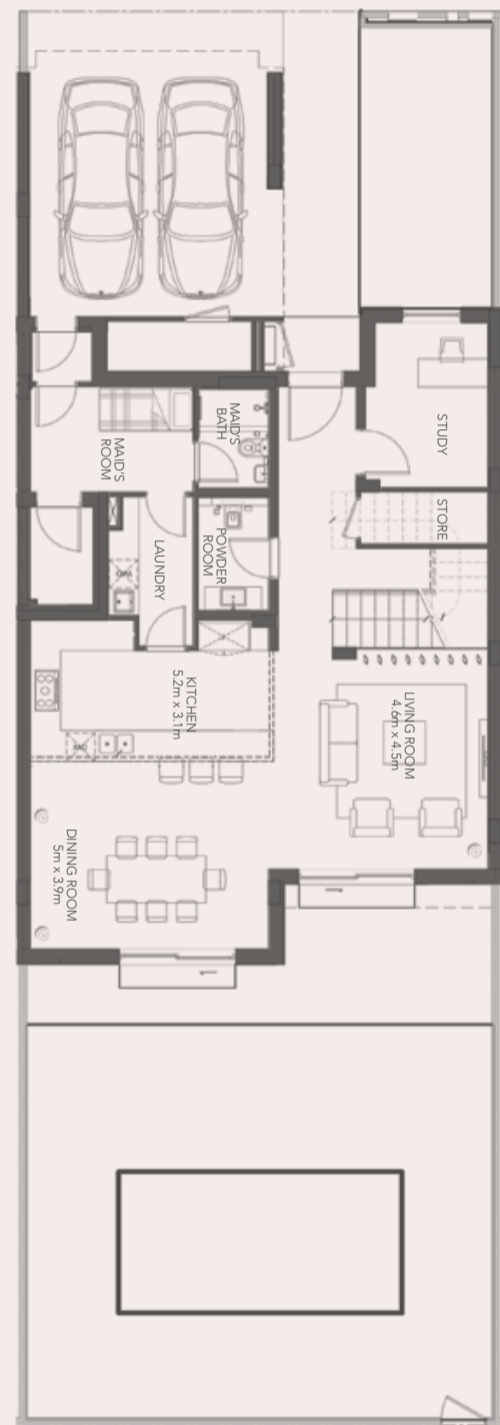 STUDY
MAID'S
BATH
MAID'S
ROOM
STORE
POWDER
ROOM
LAUNDRY
KITCHEN
5.2m x 3.1m
LIVING ROOM
4.6m x 4.5m
DINING ROOM
5m x 3.9m